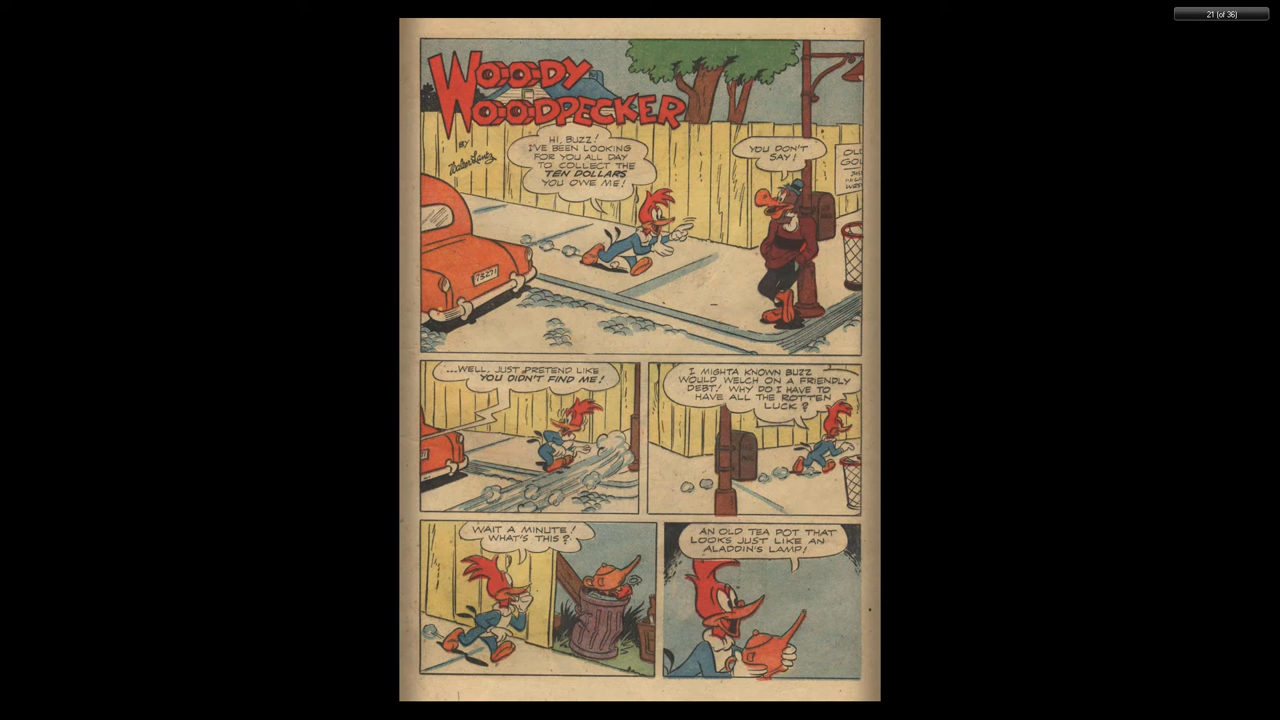 21 (of 36)
WOODY
WOODPECKER
BY
Walter Lantz
HI, BUZZ!
I'VE BEEN LOOKING
FOR YOU ALL DAY
TO COLLECT THE
TEN DOLLARS
YOU OWE ME!
YOU DON'T
SAY!
OLD
GOL
73271
...WELL, JUST PRETEND LIKE
YOU DIDN'T FIND ME!
I MIGHTA KNOWN BUZZ
WOULD WELCH ON A FRIENDLY
DEBT! WHY DO I HAVE TO
HAVE ALL THE ROTTEN
LUCK?
WAIT A MINUTE!
WHAT'S THIS?
AN OLD TEA POT THAT
LOOKS JUST LIKE AN
ALADDIN'S LAMP!